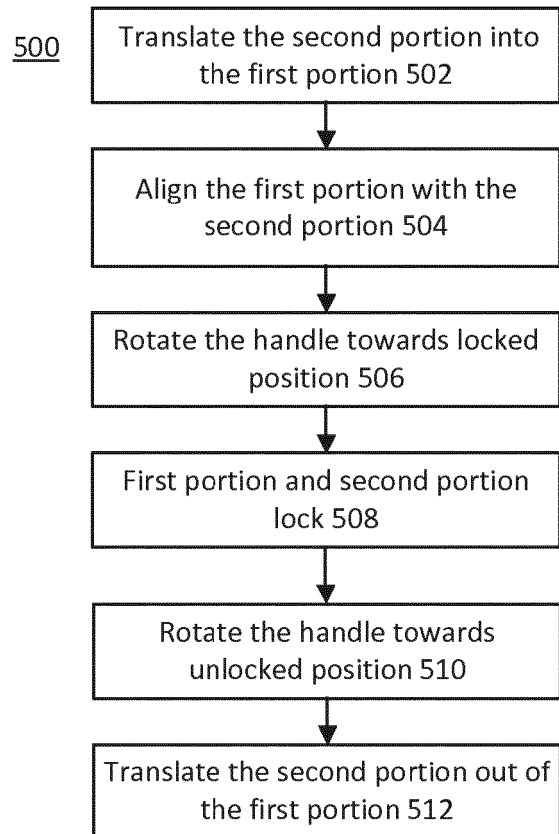 500
Translate the second portion into
the first portion 502
Align the first portion with the
second portion 504
Rotate the handle towards locked
position 506
First portion and second portion
lock 508
Rotate the handle towards
unlocked position 510
Translate the second portion out of
the first portion 512